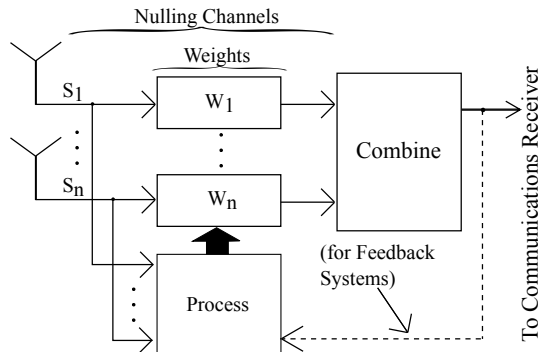 Nulling Channels
Weights
S1
W1
Combine
Sn
Wn
(for Feedback
Systems)
Process
To Communications Receiver